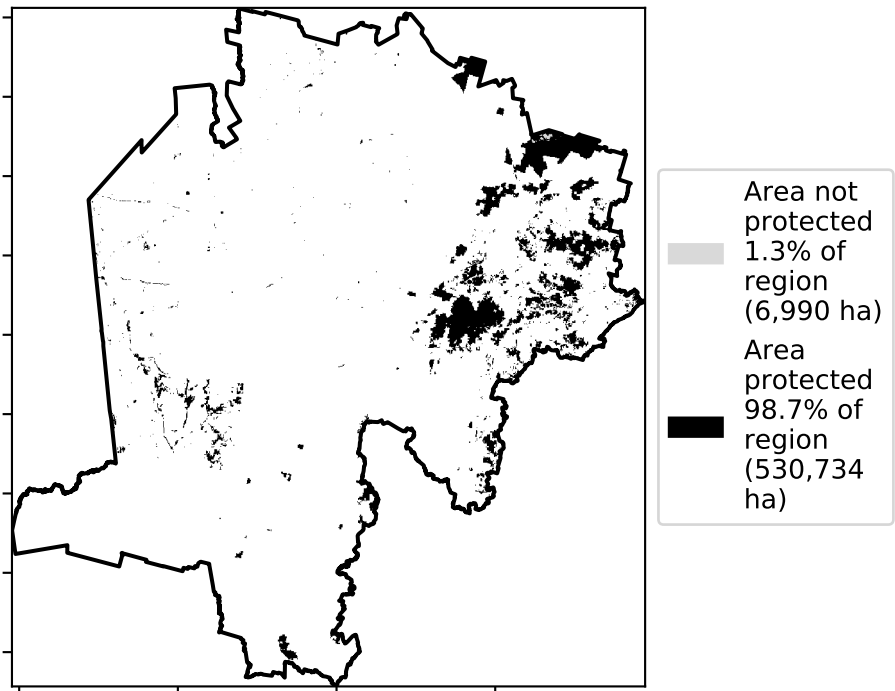 Area not
protected
1.3% of
region
(6,990 ha)
Area
protected
98.7% of
region
(530,734
ha)